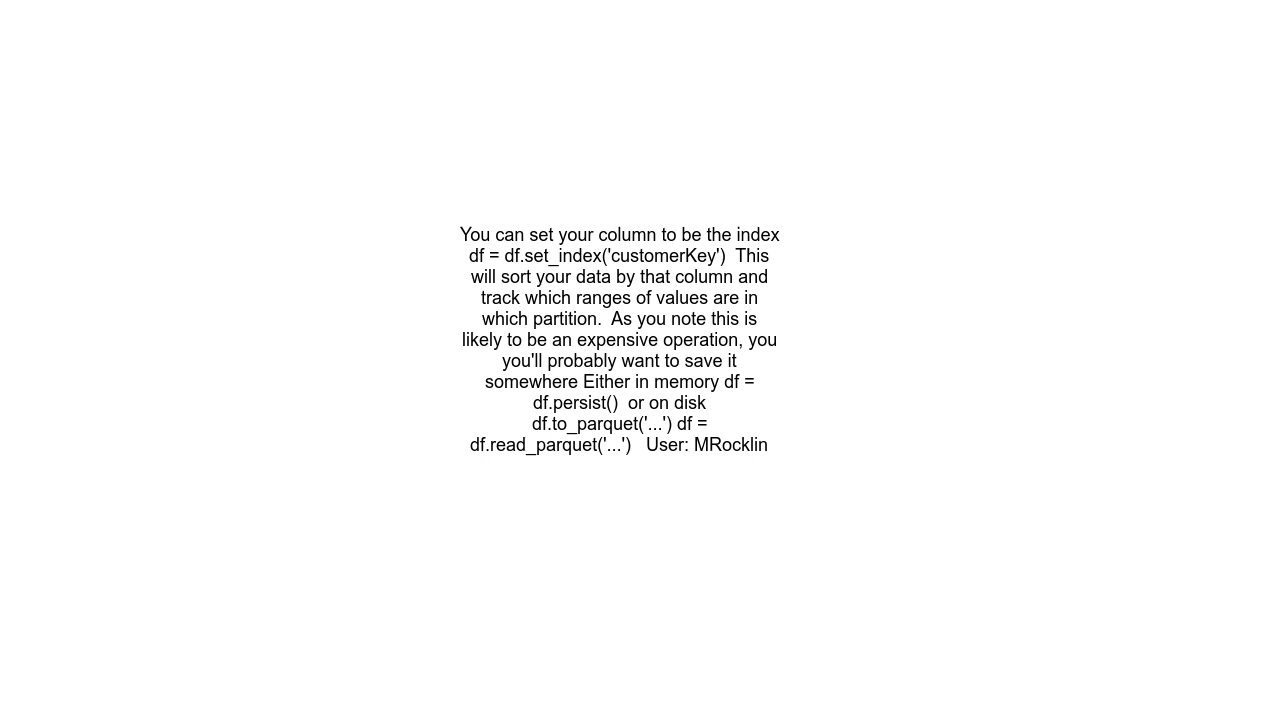 You can set your column to be the index
df = df.set_index('customerKey')  This
will sort your data by that column and
track which ranges of values are in
which partition.  As you note this is
likely to be an expensive operation, you
you'll probably want to save it
somewhere Either in memory df =
df.persist()  or on disk
df.to_parquet('...') df =
df.read_parquet('...')   User: MRocklin